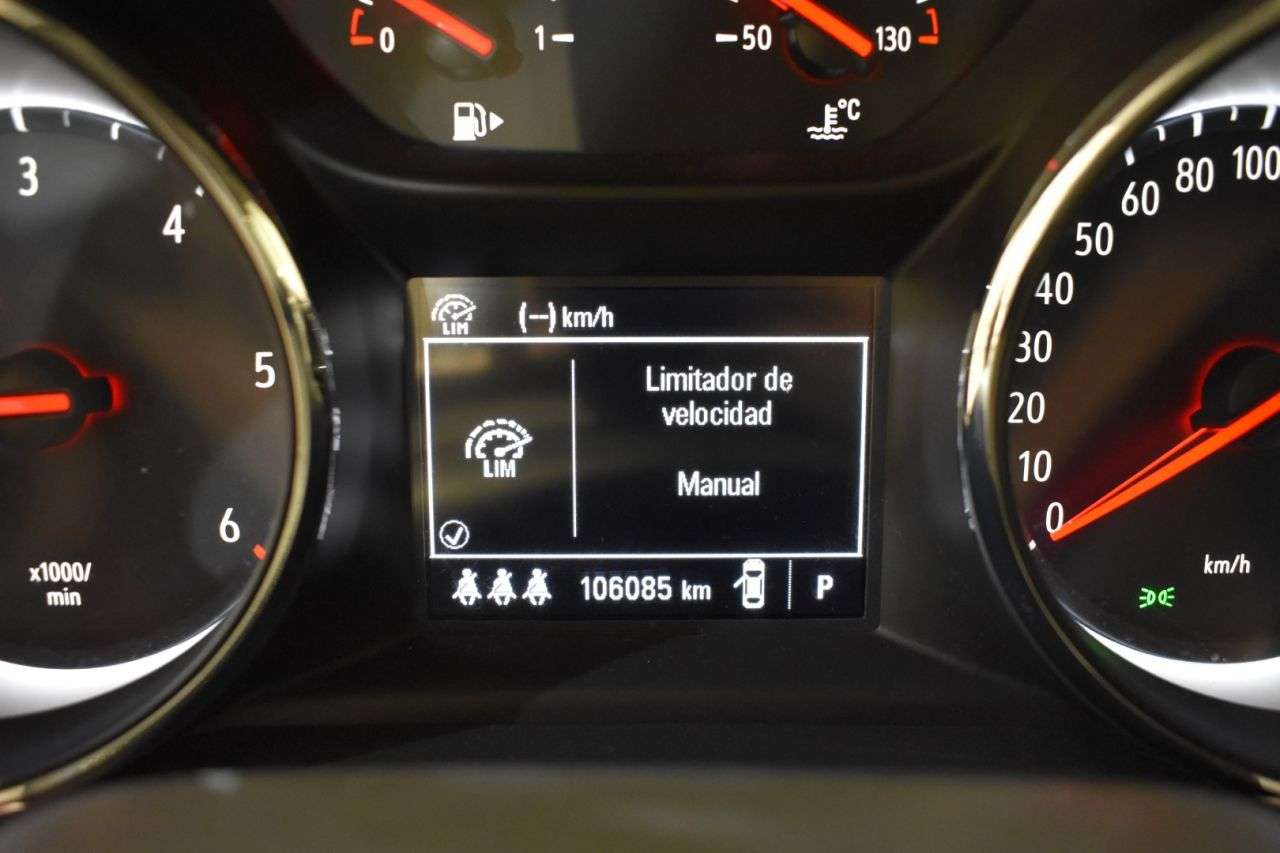 0 1 50 130
°C
3
4
5
6
x1000/
min
LIM (--) km/h
Limitador de
velocidad
LIM
Manual
106085 km P
100
80
60
50
40
30
20
10
0
km/h